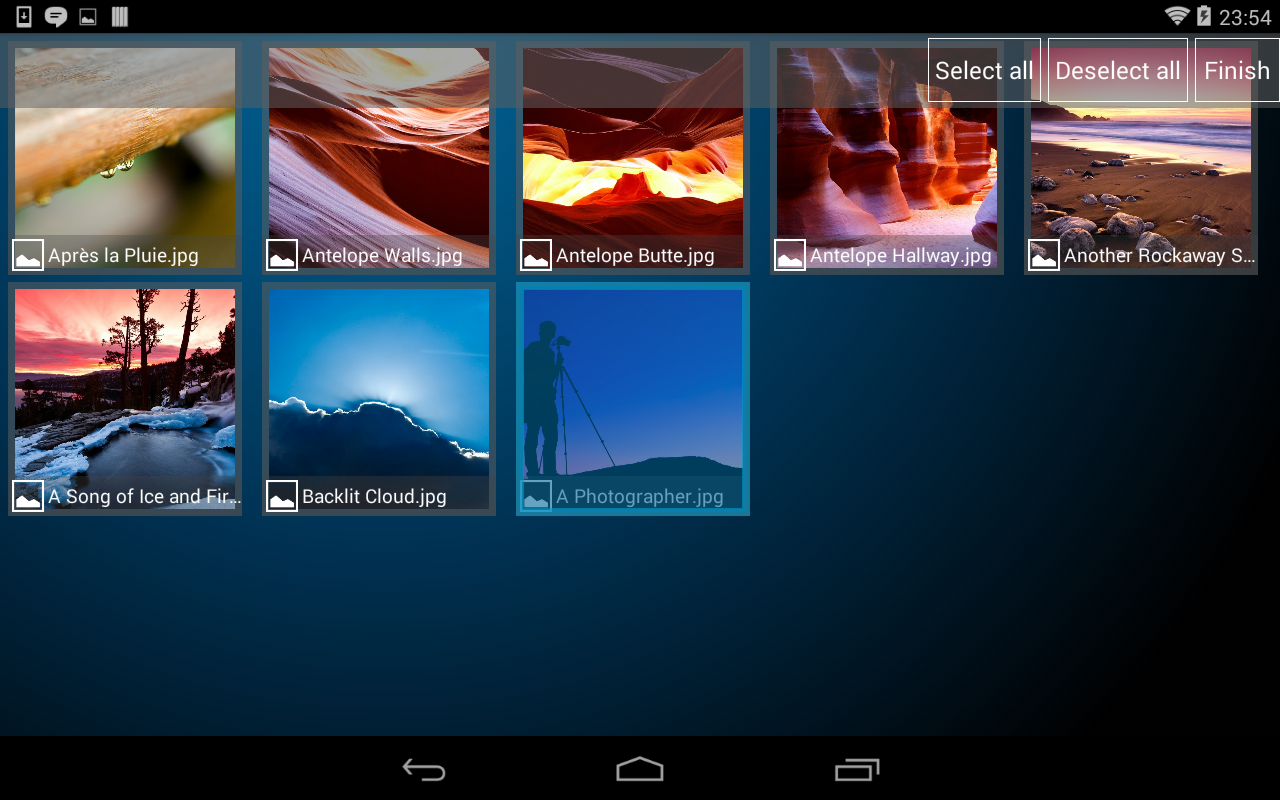 23:54
Select all
Deselect all
Finish
Après la Pluie.jpg
Antelope Walls.jpg
Antelope Butte.jpg
Antelope Hallway.jpg
Another Rockaway S...
A Song of Ice and Fir...
Backlit Cloud.jpg
A Photographer.jpg